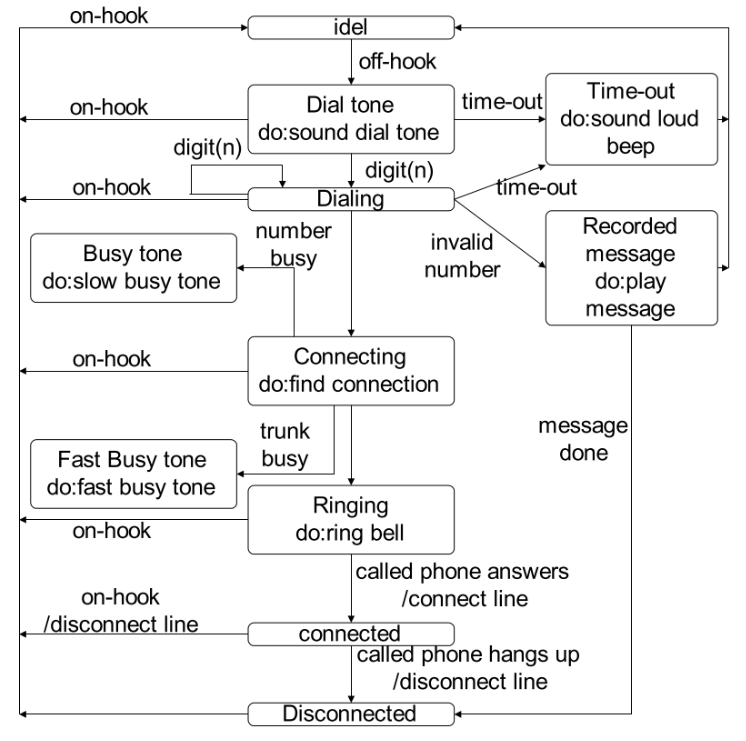 on-hook
idel
off-hook
on-hook
Dial tone
do:sound dial tone
time-out
Time-out
do:sound loud
beep
digit(n)
digit(n)
on-hook
Dialing
time-out
number
busy
invalid
number
Recorded
message
do:play
message
Busy tone
do:slow busy tone
on-hook
Connecting
do:find connection
trunk
busy
message
done
Fast Busy tone
do:fast busy tone
Ringing
do:ring bell
on-hook
called phone answers
/connect line
on-hook
/disconnect line
connected
called phone hangs up
/disconnect line
Disconnected